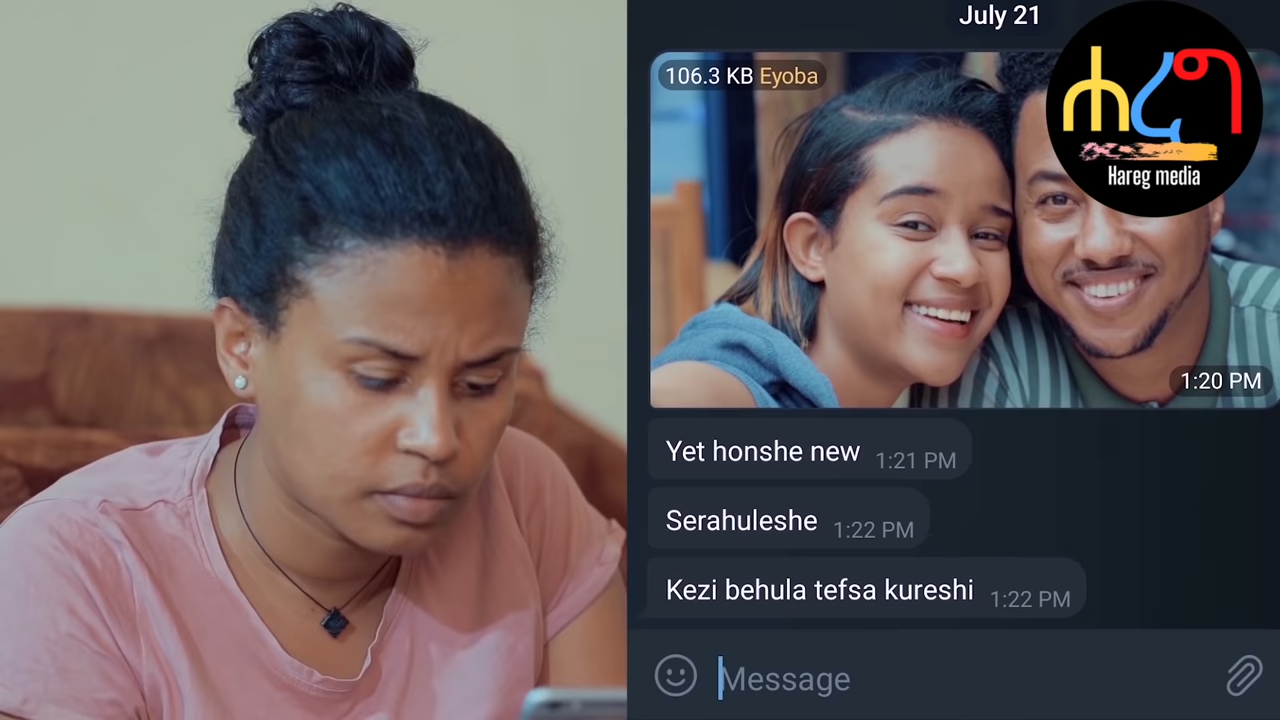 July 21
106.3 KB Eyoba
ሐረግ
Hareg media
1:20 PM
Yet honshe new 1:21 PM
Serahuleshe 1:22 PM
Kezi behula tefsa kureshi 1:22 PM
Message